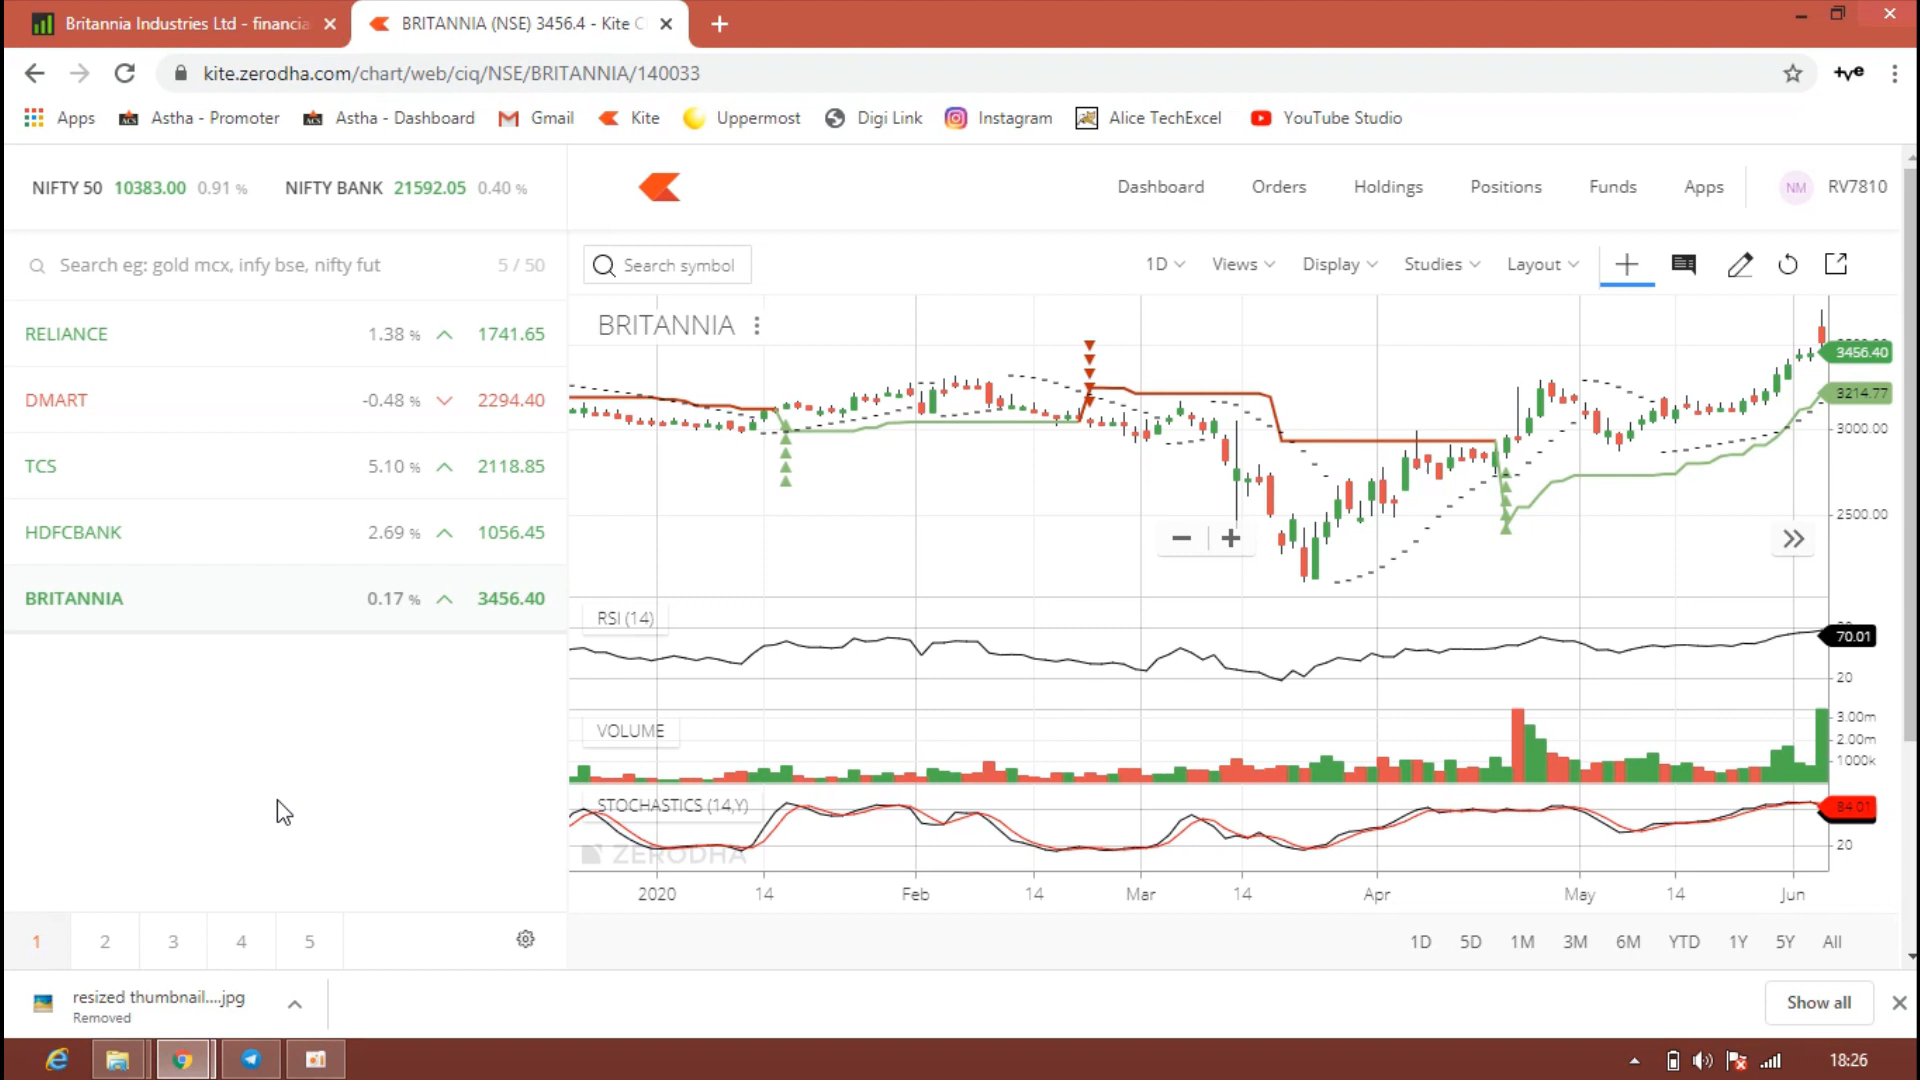 Britannia Industries Ltd - financia
BRITANNIA (NSE) 3456.4 - Kite C
kite.zerodha.com/chart/web/ciq/NSE/BRITANNIA/140033
+ve
Apps ACS Astha - Promoter ACS Astha - Dashboard Gmail Kite Uppermost Digi Link Instagram Alice TechExcel YouTube Studio
NIFTY 50 10383.00 0.91 % NIFTY BANK 21592.05 0.40 %
Dashboard Orders Holdings Positions Funds Apps NM RV7810
Search eg: gold mcx, infy bse, nifty fut 5 / 50
Search symbol 1D Views Display Studies Layout
RELIANCE 1.38 % 1741.65
DMART -0.48 % 2294.40
TCS 5.10 % 2118.85
HDFCBANK 2.69 % 1056.45
BRITANNIA 0.17 % 3456.40
BRITANNIA
3456.40
3214.77
3000.00
2500.00
RSI (14)
70.01
20
VOLUME
3.00m
2.00m
1000k
STOCHASTICS (14,Y)
84.01
20
ZERODHA
2020 14 Feb 14 Mar 14 Apr May 14 Jun
1 2 3 4 5
1D 5D 1M 3M 6M YTD 1Y 5Y All
resized thumbnail....jpg
Removed
Show all
18:26